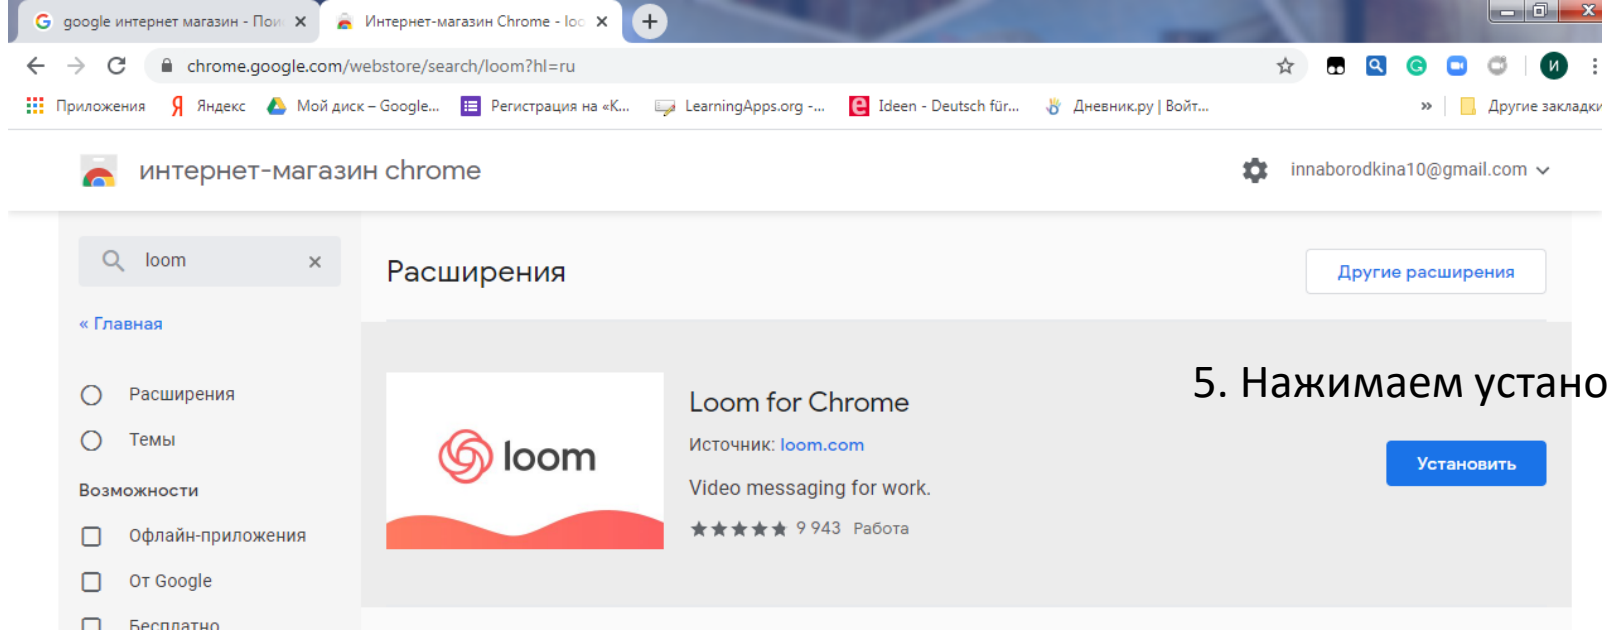 google интернет магазин - Пои
Интернет-магазин Chrome - loo
chrome.google.com/webstore/search/loom?hl=ru
И
Приложения
Яндекс
Мой диск – Google...
Регистрация на «К...
LearningApps.org -...
Ideen - Deutsch für...
Дневник.ру | Войт...
»
Другие закладки
интернет-магазин chrome
innaborodkina10@gmail.com
loom
Расширения
Другие расширения
« Главная
5. Нажимаем устано
Расширения
Темы
Возможности
Офлайн-приложения
От Google
Бесплатно
loom
Loom for Chrome
Источник: loom.com
Video messaging for work.
9 943 Работа
Установить